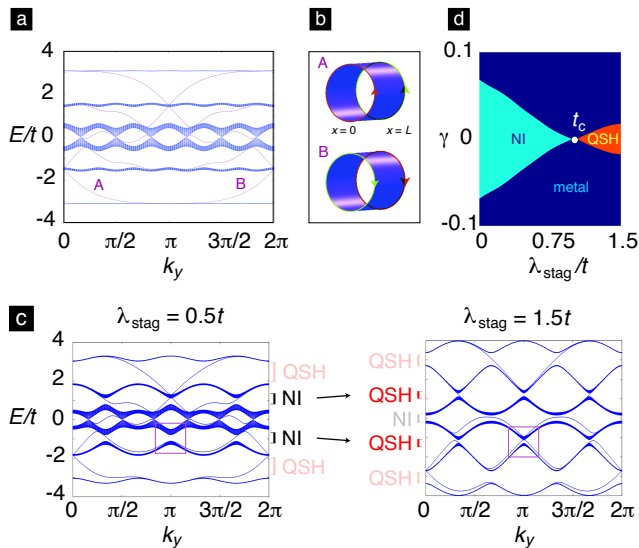 a
4
2
E/t
0
-2
-4
A
B
0
π/2
π
3π/2
2π
k_y
b
A
x = 0
x = L
B
d
0.1
γ
0
-0.1
NI
t_c
QSH
metal
0
0.75
1.5
λ_stag/t
c
λ_stag = 0.5t
4
2
E/t
0
-2
-4
0
π/2
π
3π/2
2π
k_y
QSH
NI
NI
QSH
λ_stag = 1.5t
QSH
QSH
NI
QSH
QSH
0
π/2
π
3π/2
2π
k_y